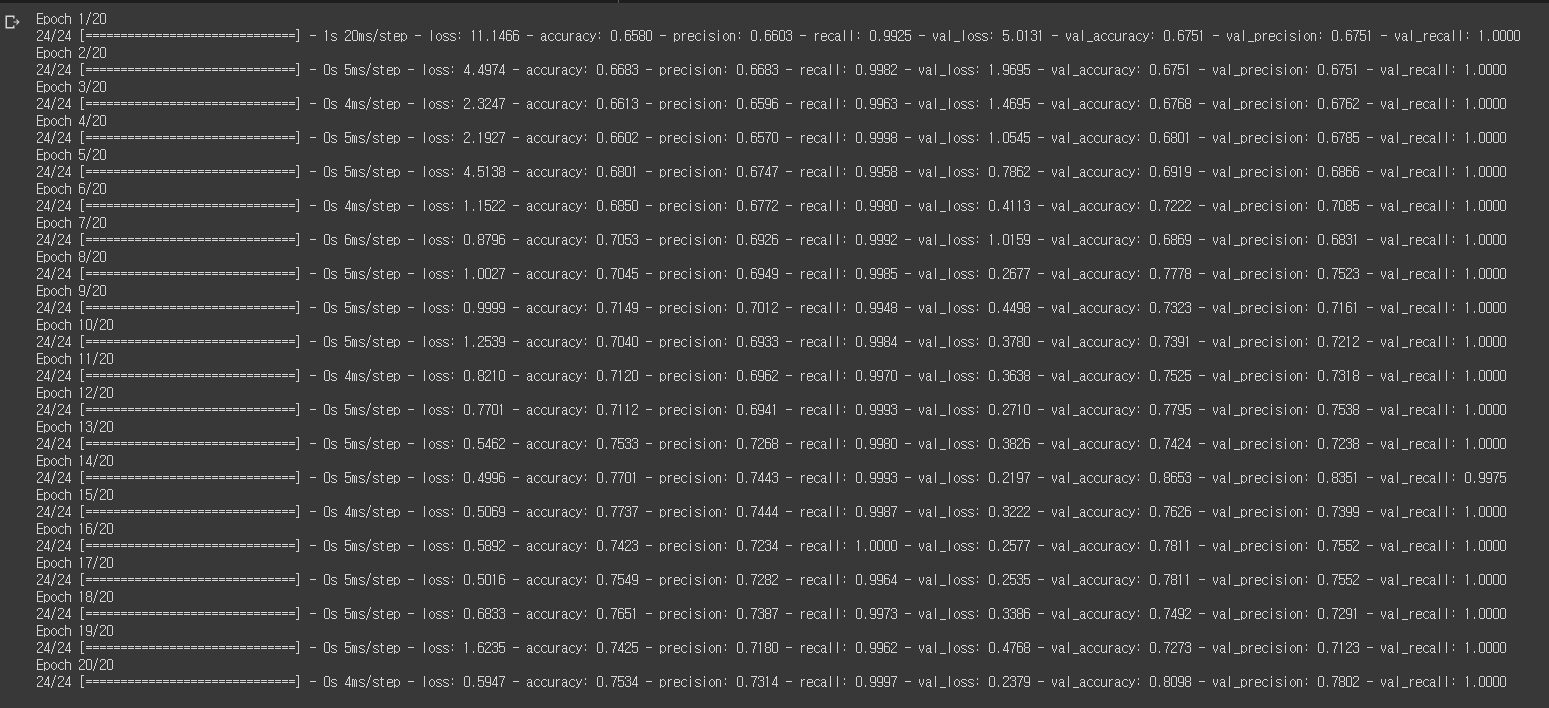 Epoch 1/20
24/24 [==============================] - 1s 20ms/step - loss: 11.1466 - accuracy: 0.6580 - precision: 0.6603 - recall: 0.9925 - val_loss: 5.0131 - val_accuracy: 0.6751 - val_precision: 0.6751 - val_recall: 1.0000
Epoch 2/20
24/24 [==============================] - 0s 5ms/step - loss: 4.4974 - accuracy: 0.6683 - precision: 0.6683 - recall: 0.9982 - val_loss: 1.9695 - val_accuracy: 0.6751 - val_precision: 0.6751 - val_recall: 1.0000
Epoch 3/20
24/24 [==============================] - 0s 4ms/step - loss: 2.3247 - accuracy: 0.6613 - precision: 0.6596 - recall: 0.9963 - val_loss: 1.4695 - val_accuracy: 0.6768 - val_precision: 0.6762 - val_recall: 1.0000
Epoch 4/20
24/24 [==============================] - 0s 5ms/step - loss: 2.1927 - accuracy: 0.6602 - precision: 0.6570 - recall: 0.9998 - val_loss: 1.0545 - val_accuracy: 0.6801 - val_precision: 0.6785 - val_recall: 1.0000
Epoch 5/20
24/24 [==============================] - 0s 5ms/step - loss: 4.5138 - accuracy: 0.6801 - precision: 0.6747 - recall: 0.9958 - val_loss: 0.7862 - val_accuracy: 0.6919 - val_precision: 0.6866 - val_recall: 1.0000
Epoch 6/20
24/24 [==============================] - 0s 4ms/step - loss: 1.1522 - accuracy: 0.6850 - precision: 0.6772 - recall: 0.9980 - val_loss: 0.4113 - val_accuracy: 0.7222 - val_precision: 0.7085 - val_recall: 1.0000
Epoch 7/20
24/24 [==============================] - 0s 6ms/step - loss: 0.8796 - accuracy: 0.7053 - precision: 0.6926 - recall: 0.9992 - val_loss: 1.0159 - val_accuracy: 0.6869 - val_precision: 0.6831 - val_recall: 1.0000
Epoch 8/20
24/24 [==============================] - 0s 5ms/step - loss: 1.0027 - accuracy: 0.7045 - precision: 0.6949 - recall: 0.9985 - val_loss: 0.2677 - val_accuracy: 0.7778 - val_precision: 0.7523 - val_recall: 1.0000
Epoch 9/20
24/24 [==============================] - 0s 5ms/step - loss: 0.9999 - accuracy: 0.7149 - precision: 0.7012 - recall: 0.9948 - val_loss: 0.4498 - val_accuracy: 0.7323 - val_precision: 0.7161 - val_recall: 1.0000
Epoch 10/20
24/24 [==============================] - 0s 5ms/step - loss: 1.2539 - accuracy: 0.7040 - precision: 0.6933 - recall: 0.9984 - val_loss: 0.3780 - val_accuracy: 0.7391 - val_precision: 0.7212 - val_recall: 1.0000
Epoch 11/20
24/24 [==============================] - 0s 4ms/step - loss: 0.8210 - accuracy: 0.7120 - precision: 0.6962 - recall: 0.9970 - val_loss: 0.3638 - val_accuracy: 0.7525 - val_precision: 0.7318 - val_recall: 1.0000
Epoch 12/20
24/24 [==============================] - 0s 5ms/step - loss: 0.7701 - accuracy: 0.7112 - precision: 0.6941 - recall: 0.9993 - val_loss: 0.2710 - val_accuracy: 0.7795 - val_precision: 0.7538 - val_recall: 1.0000
Epoch 13/20
24/24 [==============================] - 0s 5ms/step - loss: 0.5462 - accuracy: 0.7533 - precision: 0.7268 - recall: 0.9980 - val_loss: 0.3826 - val_accuracy: 0.7424 - val_precision: 0.7238 - val_recall: 1.0000
Epoch 14/20
24/24 [==============================] - 0s 5ms/step - loss: 0.4996 - accuracy: 0.7701 - precision: 0.7443 - recall: 0.9993 - val_loss: 0.2197 - val_accuracy: 0.8653 - val_precision: 0.8351 - val_recall: 0.9975
Epoch 15/20
24/24 [==============================] - 0s 4ms/step - loss: 0.5069 - accuracy: 0.7737 - precision: 0.7444 - recall: 0.9987 - val_loss: 0.3222 - val_accuracy: 0.7626 - val_precision: 0.7399 - val_recall: 1.0000
Epoch 16/20
24/24 [==============================] - 0s 5ms/step - loss: 0.5892 - accuracy: 0.7423 - precision: 0.7234 - recall: 1.0000 - val_loss: 0.2577 - val_accuracy: 0.7811 - val_precision: 0.7552 - val_recall: 1.0000
Epoch 17/20
24/24 [==============================] - 0s 5ms/step - loss: 0.5016 - accuracy: 0.7549 - precision: 0.7282 - recall: 0.9964 - val_loss: 0.2535 - val_accuracy: 0.7811 - val_precision: 0.7552 - val_recall: 1.0000
Epoch 18/20
24/24 [==============================] - 0s 5ms/step - loss: 0.6833 - accuracy: 0.7651 - precision: 0.7387 - recall: 0.9973 - val_loss: 0.3386 - val_accuracy: 0.7492 - val_precision: 0.7291 - val_recall: 1.0000
Epoch 19/20
24/24 [==============================] - 0s 5ms/step - loss: 1.6235 - accuracy: 0.7425 - precision: 0.7180 - recall: 0.9962 - val_loss: 0.4768 - val_accuracy: 0.7273 - val_precision: 0.7123 - val_recall: 1.0000
Epoch 20/20
24/24 [==============================] - 0s 4ms/step - loss: 0.5947 - accuracy: 0.7534 - precision: 0.7314 - recall: 0.9997 - val_loss: 0.2379 - val_accuracy: 0.8098 - val_precision: 0.7802 - val_recall: 1.0000